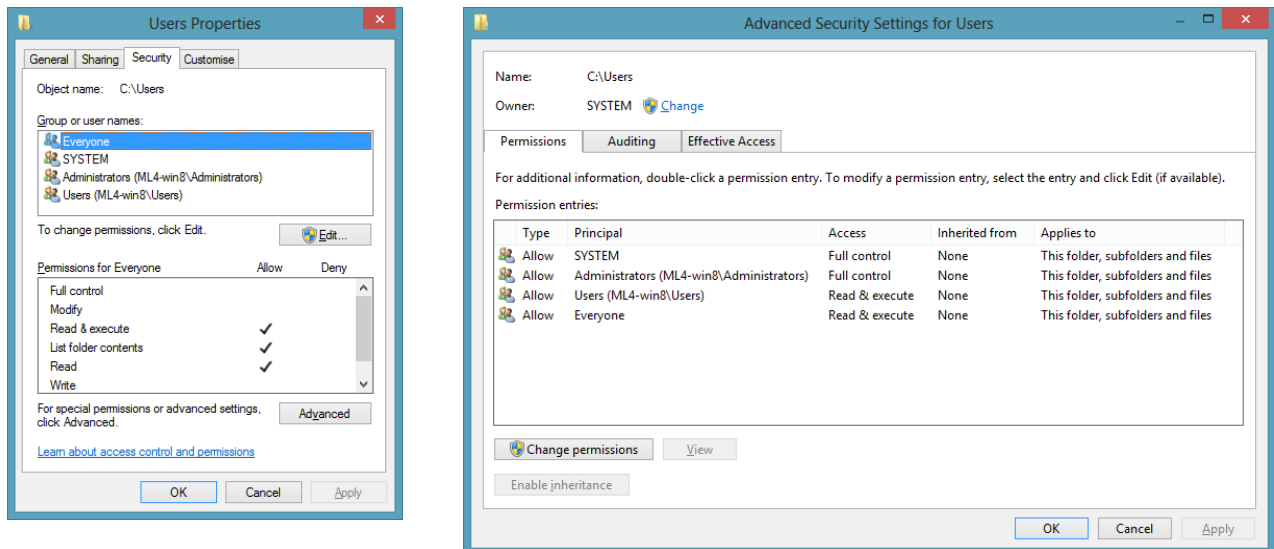 Users Properties
General Sharing Security Customise
Object name: C:\Users
Group or user names:
Everyone
SYSTEM
Administrators (ML4-win8\Administrators)
Users (ML4-win8\Users)
To change permissions, click Edit.
Edit...
Permissions for Everyone Allow Deny
Full control
Modify
Read & execute
List folder contents
Read
Write
For special permissions or advanced settings,
click Advanced.
Advanced
Learn about access control and permissions
OK Cancel Apply
Advanced Security Settings for Users
Name: C:\Users
Owner: SYSTEM Change
Permissions Auditing Effective Access
For additional information, double-click a permission entry. To modify a permission entry, select the entry and click Edit (if available).
Permission entries:
Type Principal Access Inherited from Applies to
Allow SYSTEM Full control None This folder, subfolders and files
Allow Administrators (ML4-win8\Administrators) Full control None This folder, subfolders and files
Allow Users (ML4-win8\Users) Read & execute None This folder, subfolders and files
Allow Everyone Read & execute None This folder, subfolders and files
Change permissions View
Enable inheritance
OK Cancel Apply